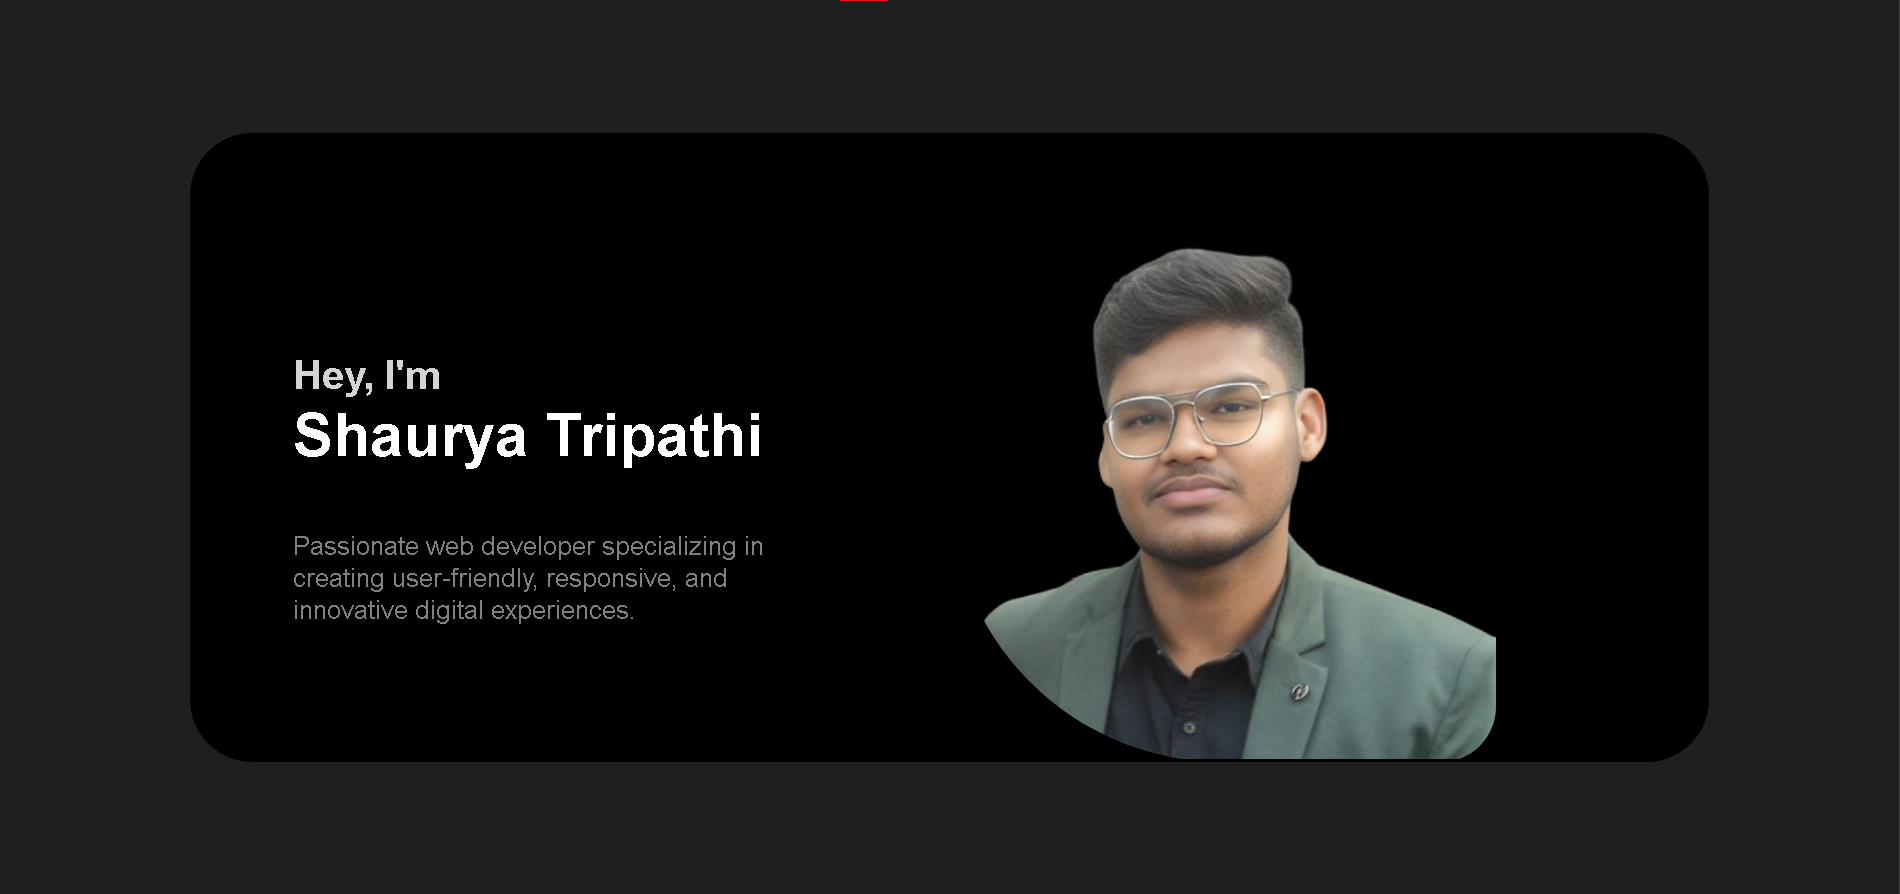 Hey, I'm
Shaurya Tripathi
Passionate web developer specializing in
creating user-friendly, responsive, and
innovative digital experiences.